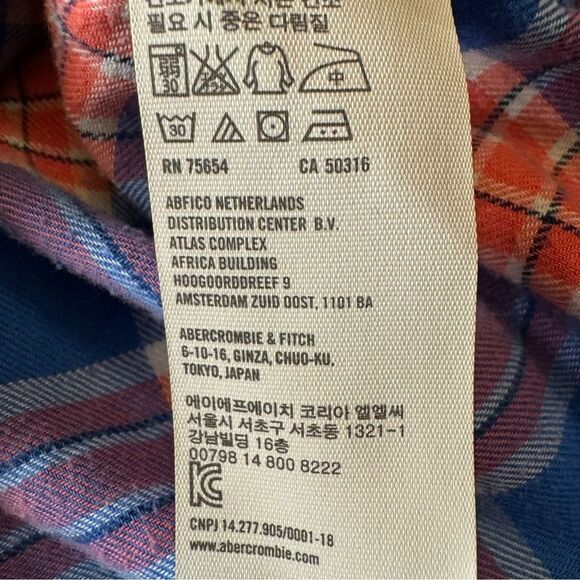 필요 시 중온 다림질
30
中
30
RN 75654 CA 50316
ABFICO NETHERLANDS
DISTRIBUTION CENTER B.V.
ATLAS COMPLEX
AFRICA BUILDING
HOOGOORDDREEF 9
AMSTERDAM ZUID OOST, 1101 BA
ABERCROMBIE & FITCH
6-10-16, GINZA, CHUO-KU,
TOKYO, JAPAN
에이에프에이치 코리아 엘엘씨
서울시 서초구 서초동 1321-1
강남빌딩 16층
00798 14 800 8222
CNPJ 14.277.905/0001-18
www.abercrombie.com